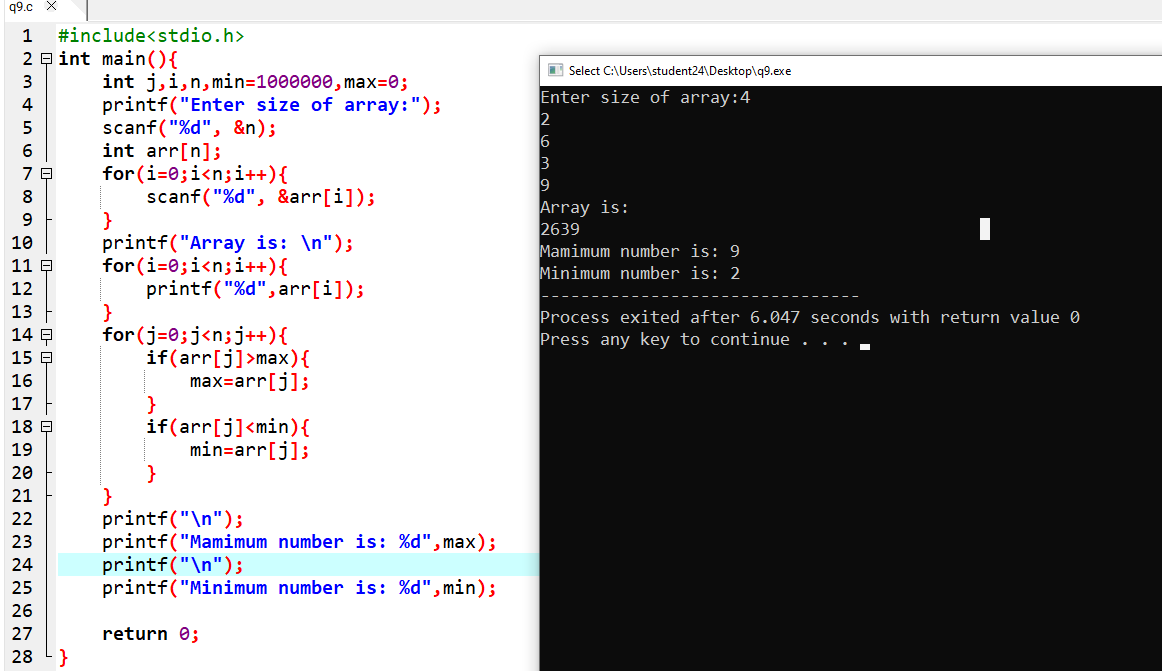 q9.c
1 #include<stdio.h>
2 int main(){
3 int j,i,n,min=1000000,max=0;
4 printf("Enter size of array:");
5 scanf("%d", &n);
6 int arr[n];
7 for(i=0;i<n;i++){
8 scanf("%d", &arr[i]);
9 }
10 printf("Array is: \n");
11 for(i=0;i<n;i++){
12 printf("%d",arr[i]);
13 }
14 for(j=0;j<n;j++){
15 if(arr[j]>max){
16 max=arr[j];
17 }
18 if(arr[j]<min){
19 min=arr[j];
20 }
21 }
22 printf("\n");
23 printf("Mamimum number is: %d",max);
24 printf("\n");
25 printf("Minimum number is: %d",min);
26
27 return 0;
28 }
Select C:\Users\student24\Desktop\q9.exe
Enter size of array:4
2
6
3
9
Array is:
2639
Mamimum number is: 9
Minimum number is: 2
--------------------------------
Process exited after 6.047 seconds with return value 0
Press any key to continue . . .